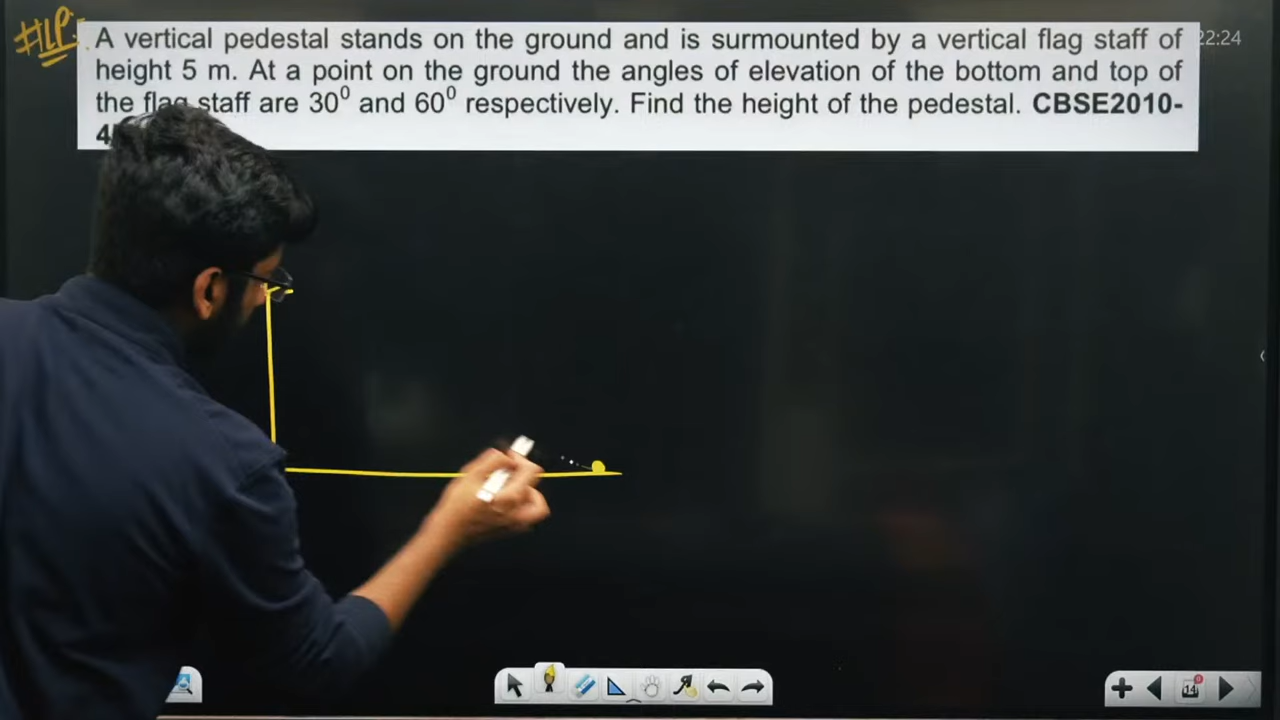 #LP:
A vertical pedestal stands on the ground and is surmounted by a vertical flag staff of
22:24
height 5 m. At a point on the ground the angles of elevation of the bottom and top of
the flag staff are 30⁰ and 60⁰ respectively. Find the height of the pedestal. CBSE2010-
14